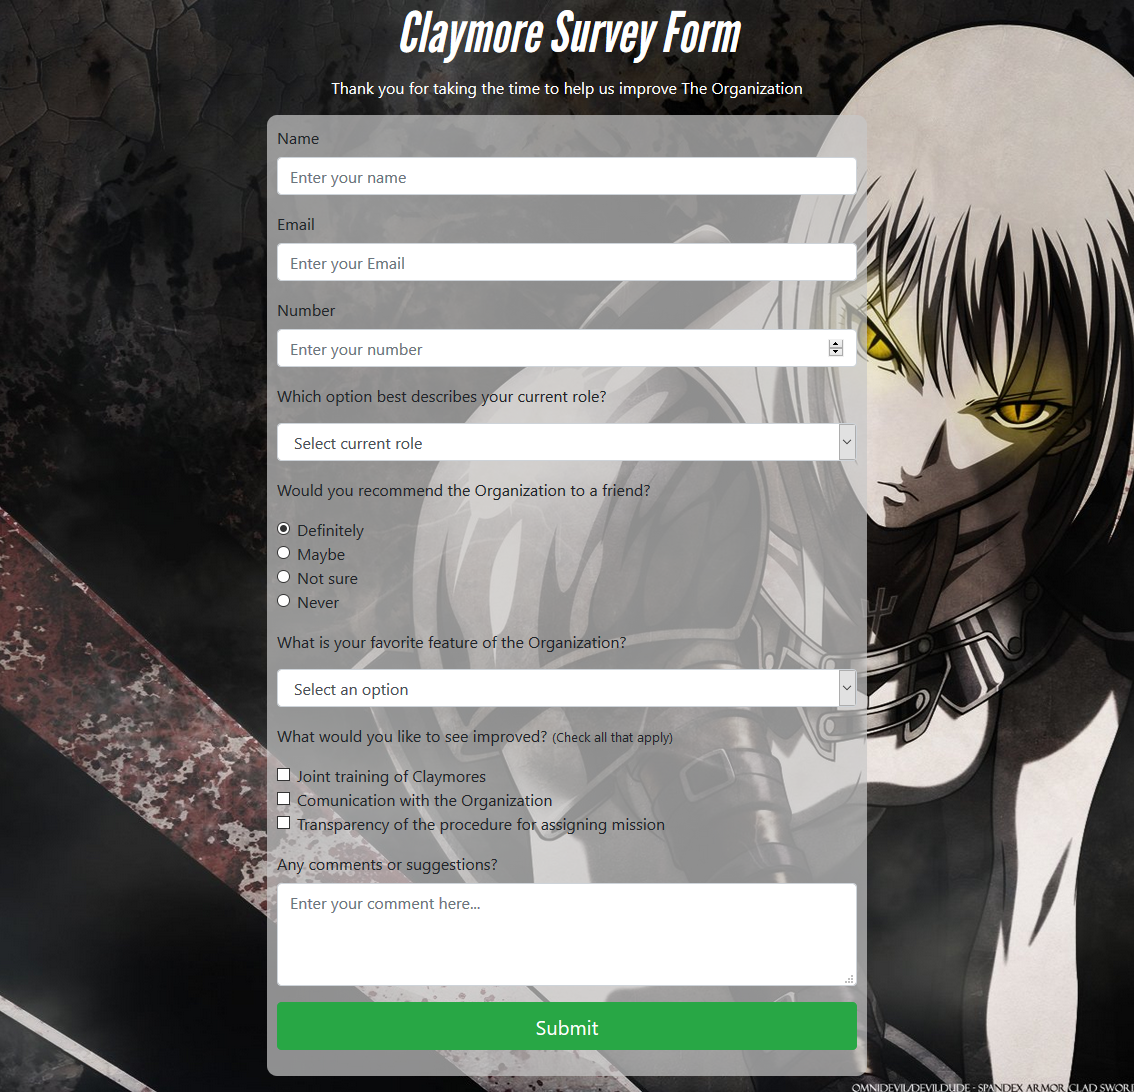 Claymore Survey Form
Thank you for taking the time to help us improve The Organization
Name
Enter your name
Email
Enter your Email
Number
Enter your number
Which option best describes your current role?
Select current role
Would you recommend the Organization to a friend?
Definitely
Maybe
Not sure
Never
What is your favorite feature of the Organization?
Select an option
What would you like to see improved? (Check all that apply)
Joint training of Claymores
Comunication with the Organization
Transparency of the procedure for assigning mission
Any comments or suggestions?
Enter your comment here...
Submit
OMNIDEVIL/DEVILDUDE - SPANDEX ARMOR CLAD SWOR